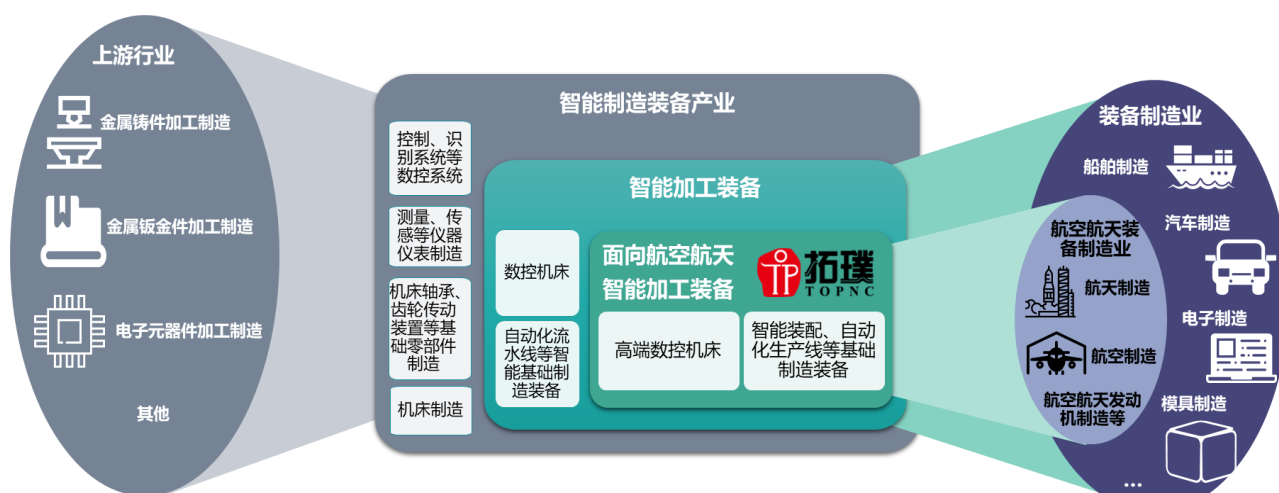 上游行业
金属铸件加工制造
金属钣金件加工制造
电子元器件加工制造
其他
智能制造装备产业
控制、识
别系统等
数控系统
测量、传
感等仪器
仪表制造
机床轴承、
齿轮传动
装置等基
础零部件
制造
机床制造
智能加工装备
数控机床
自动化流
水线等智
能基础制
造装备
面向航空航天
智能加工装备
拓璞
TOPNC
高端数控机床
智能装配、自动
化生产线等基础
制造装备
装备制造业
船舶制造
汽车制造
电子制造
模具制造
...
航空航天装
备制造业
航天制造
航空制造
航空航天发动
机制造等